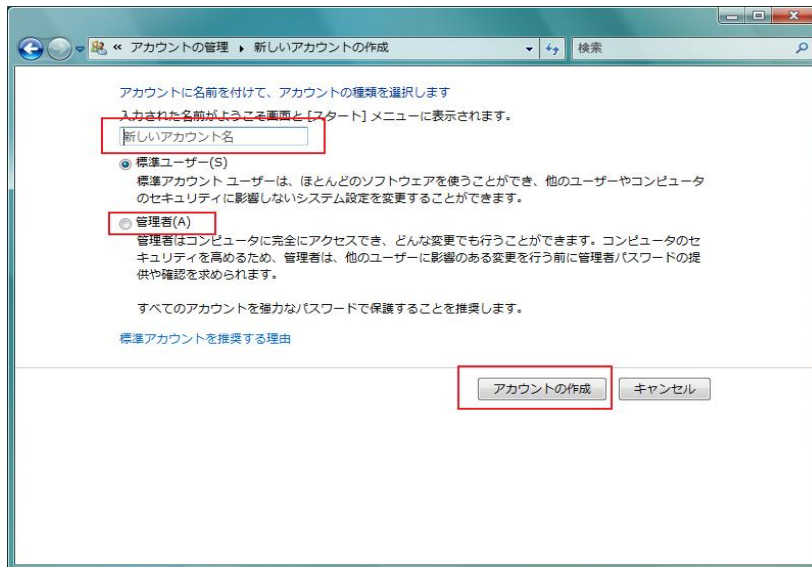 « アカウントの管理 ▸ 新しいアカウントの作成
検索
アカウントに名前を付けて、アカウントの種類を選択します
入力された名前がようこそ画面と [スタート] メニューに表示されます。
新しいアカウント名
標準ユーザー(S)
標準アカウント ユーザーは、ほとんどのソフトウェアを使うことができ、他のユーザーやコンピュータ
のセキュリティに影響しないシステム設定を変更することができます。
管理者(A)
管理者はコンピュータに完全にアクセスでき、どんな変更でも行うことができます。コンピュータのセ
キュリティを高めるため、管理者は、他のユーザーに影響のある変更を行う前に管理者パスワードの提
供や確認を求められます。
すべてのアカウントを強力なパスワードで保護することを推奨します。
標準アカウントを推奨する理由
アカウントの作成
キャンセル